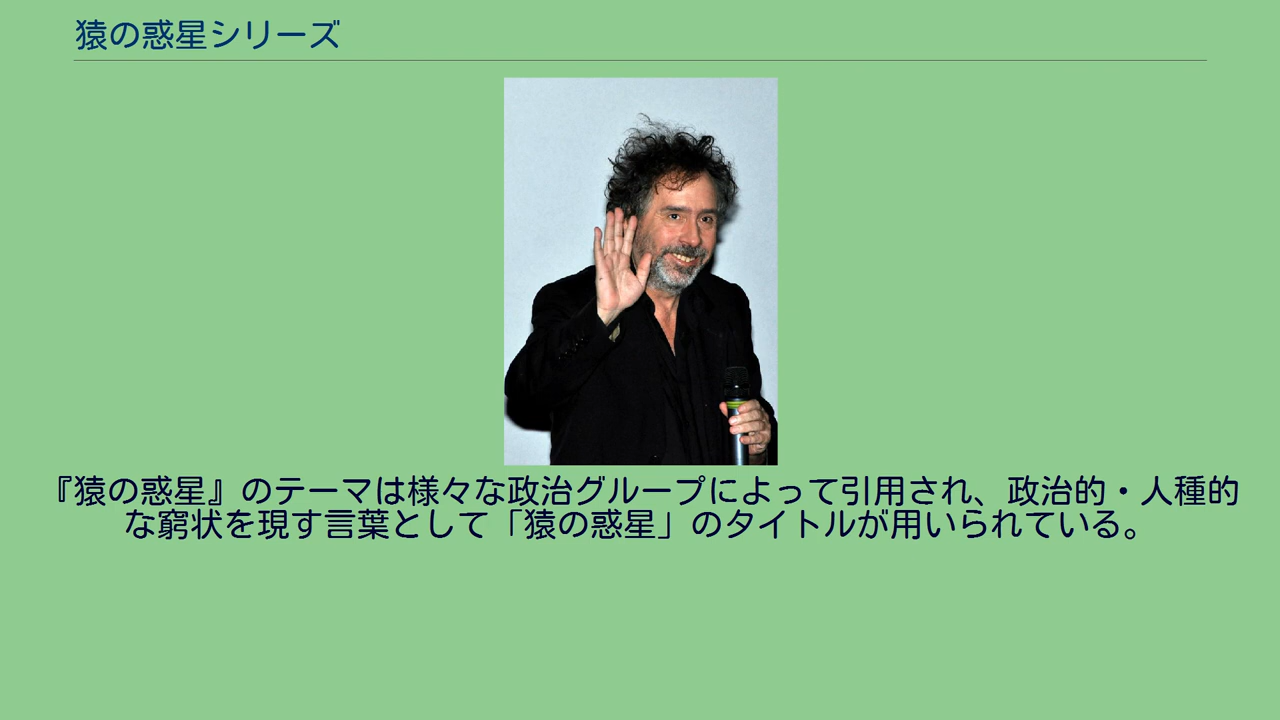 猿の惑星シリーズ
『猿の惑星』のテーマは様々な政治グループによって引用され、政治的・人種的
な窮状を現す言葉として「猿の惑星」のタイトルが用いられている。